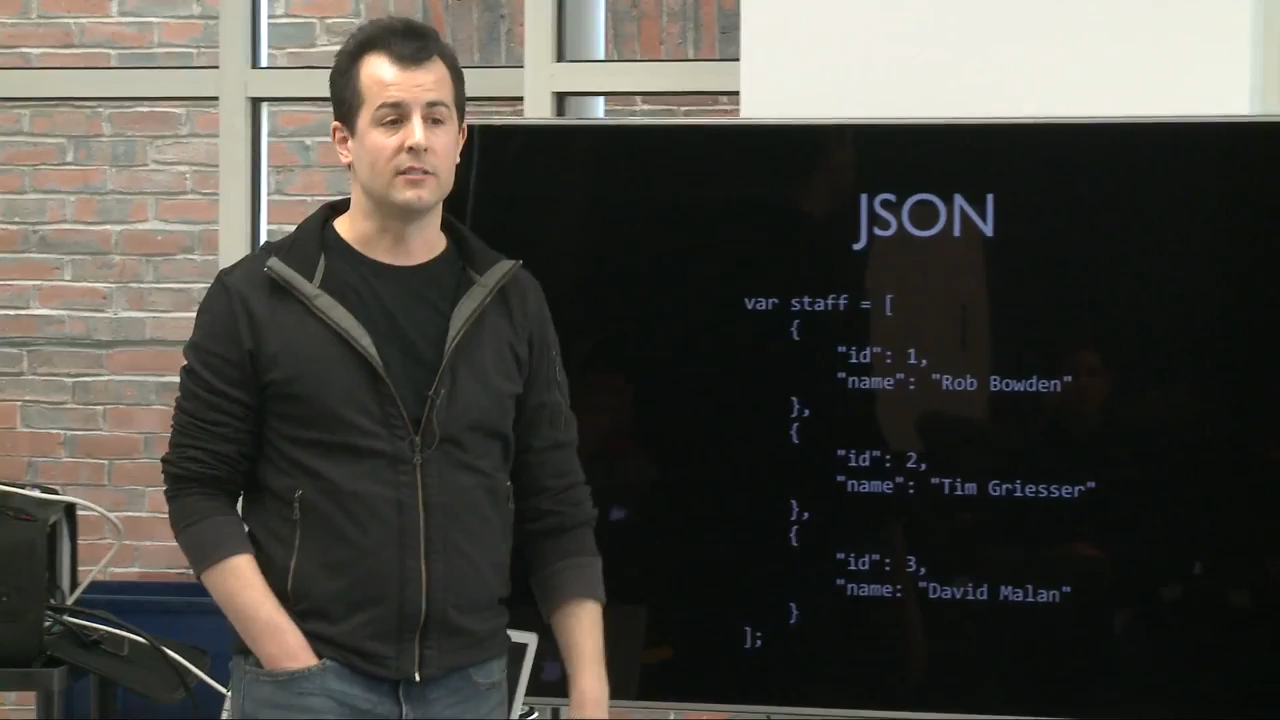 JSON
var staff = [
{
"id": 1,
"name": "Rob Bowden"
},
{
"id": 2,
"name": "Tim Griesser"
},
{
"id": 3,
"name: "David Malan"
}
];